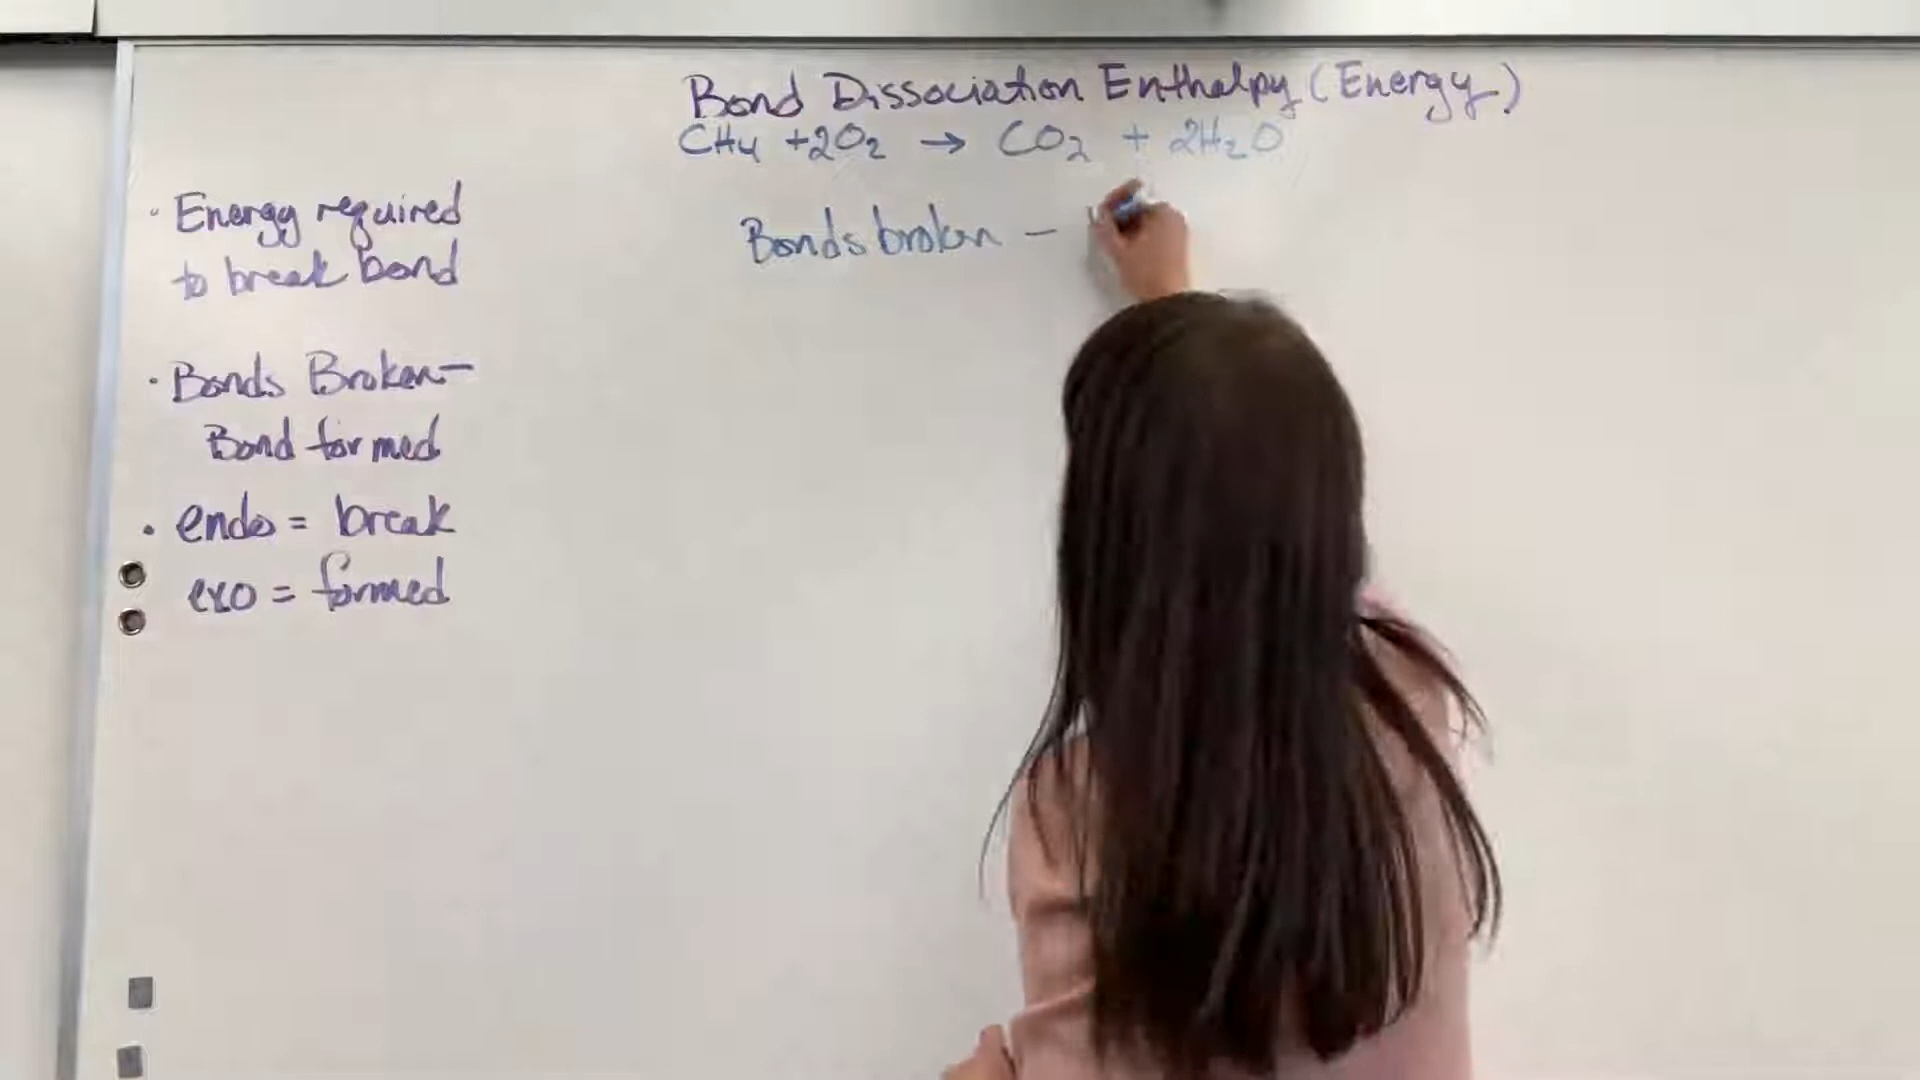 Bond Dissociation Enthalpy (Energy)
CH4 +2O2 → CO2 + 2H2O
• Energy required
to break bond
Bonds broken –
• Bonds Broken–
Bond formed
• endo = break
exo = formed